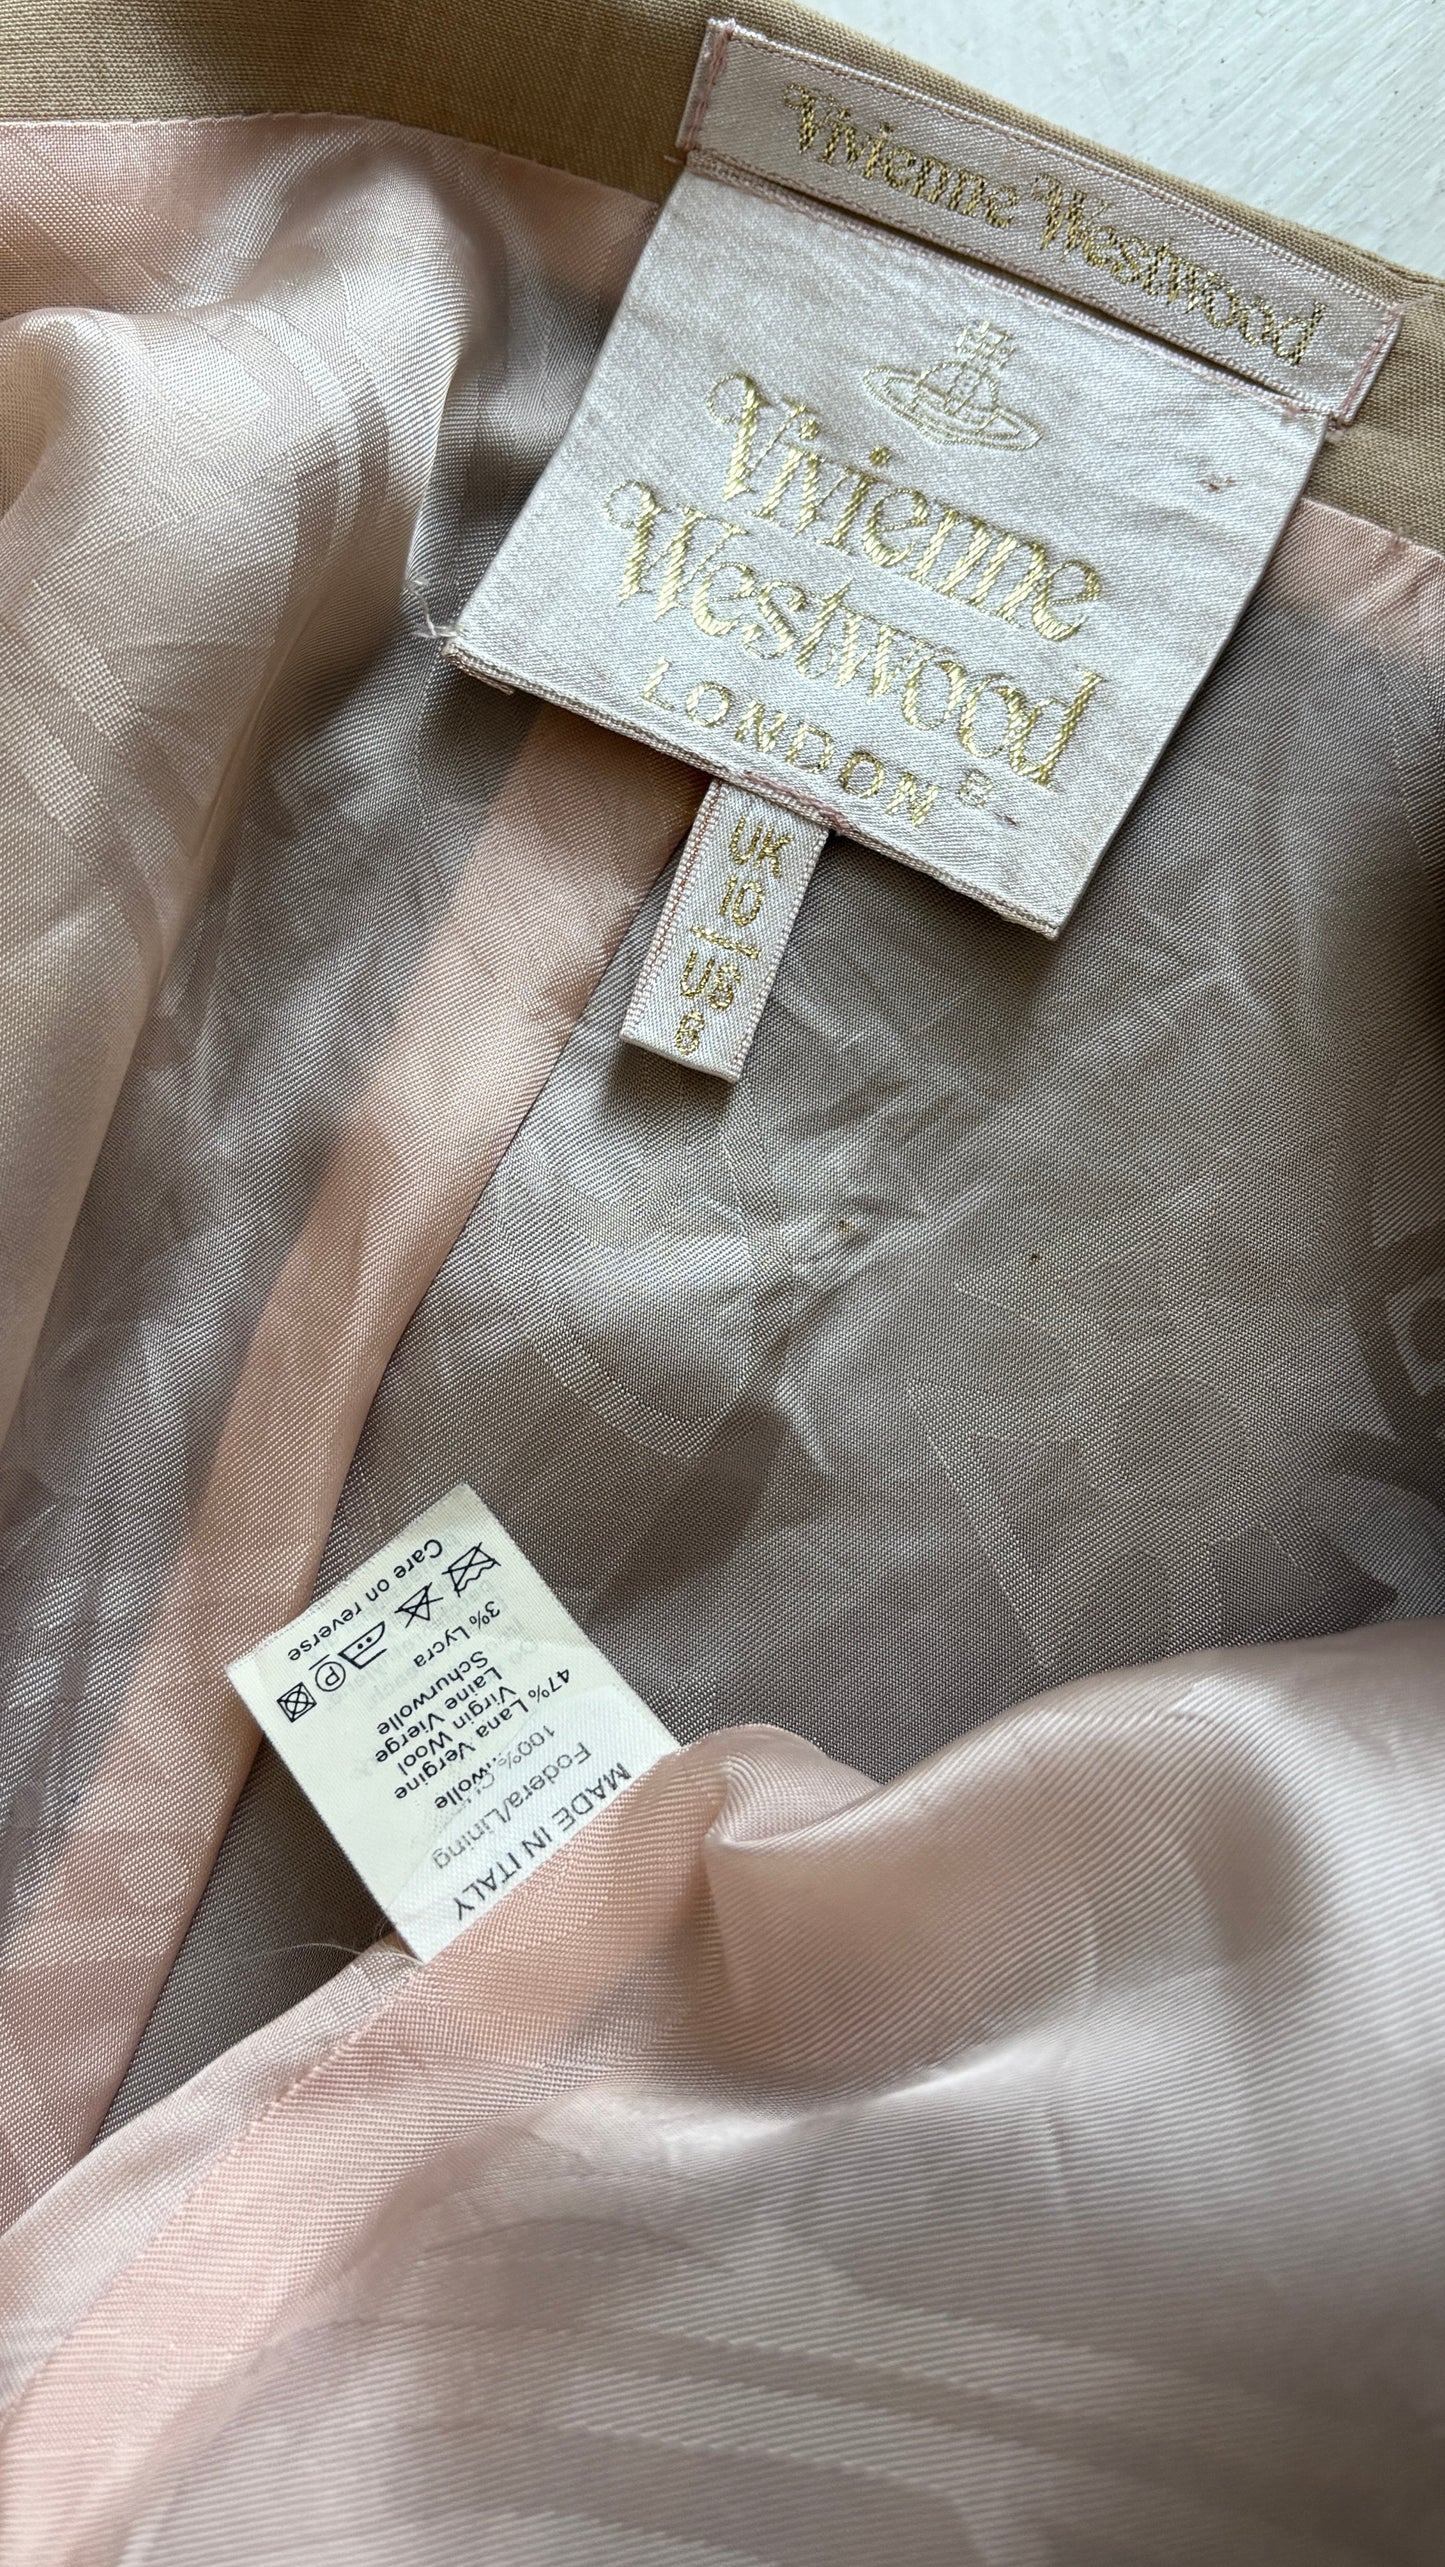 Vivienne Westwood
Vivienne
Westwood
LONDON
UK
10
US
6
MADE IN ITALY
Fodera/Lining
100%
47% Lana Vergine
Virgin Wool
Laine Vierge
Schurwolle
3% Lycra
P
Care on reverse